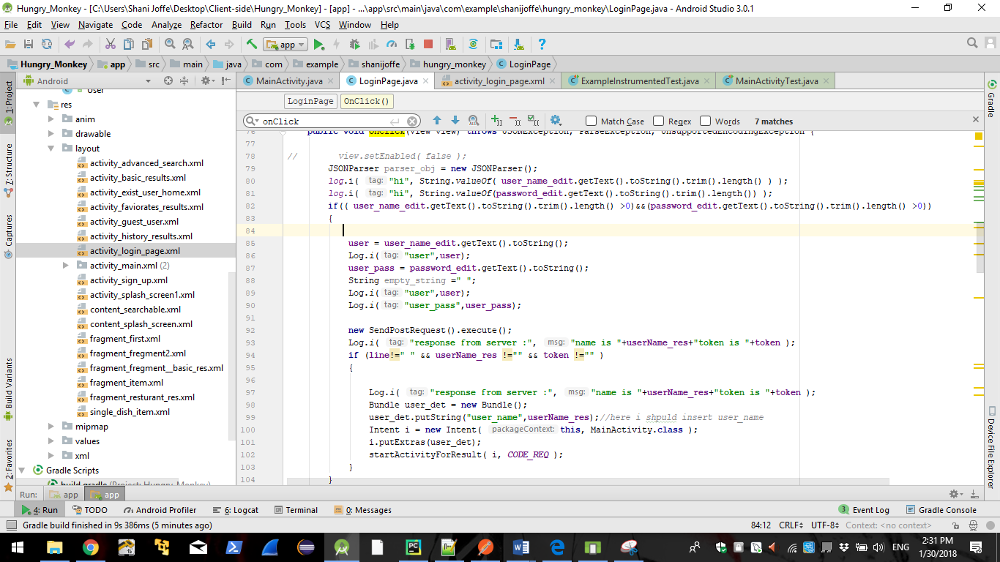 Hungry_Monkey - [C:\Users\Shani Joffe\Desktop\Client-side\Hungry_Monkey] - [app] - ...\app\src\main\java\com\example\shanijoffe\hungry_monkey\LoginPage.java - Android Studio 3.0.1
File Edit View Navigate Code Analyze Refactor Build Run Tools VCS Window Help
app
Hungry_Monkey app src main java com example shanijoffe hungry_monkey LoginPage
Android
MainActivity.java LoginPage.java activity_login_page.xml ExampleInstrumentedTest.java MainActivityTest.java
1: Project
7: Structure
Captures
Build Variants
2: Favorites
User
res
anim
drawable
layout
activity_advanced_search.xml
activity_basic_results.xml
activity_exist_user_home.xml
activity_faviorates_results.xml
activity_guest_user.xml
activity_history_results.xml
activity_login_page.xml
activity_main.xml (2)
activity_sign_up.xml
activity_splash_screen1.xml
content_searchable.xml
content_splash_screen.xml
fragment_first.xml
fragment_fregment2.xml
fragment_fregment__basic_res.xml
fragment_item.xml
fragment_resturant_res.xml
single_dish_item.xml
mipmap
values
xml
Gradle Scripts
build.gradle (Project: Hungry_Monkey)
LoginPage OnClick()
onClick Match Case Regex Words 7 matches
76 public void OnClick(View view) throws JSONException, ParseException, UnsupportedEncodingException {
77
78 // view.setEnabled( false );
79 JSONParser parser_obj = new JSONParser();
80 log.i( tag: "hi", String.valueOf( user_name_edit.getText().toString().trim().length() ) );
81 log.i( tag: "hi", String.valueOf(password_edit.getText().toString().trim().length()) );
82 if(( user_name_edit.getText().toString().trim().length() >0)&&(password_edit.getText().toString().trim().length() >0))
83 {
84
85 user = user_name_edit.getText().toString();
86 Log.i( tag: "user",user);
87 user_pass = password_edit.getText().toString();
88 String empty_string =" ";
89 Log.i( tag: "user",user);
90 Log.i( tag: "user_pass",user_pass);
91
92 new SendPostRequest().execute();
93 Log.i( tag: "response from server :", msg: "name is "+userName_res+"token is "+token );
94 if (line!=" " && userName_res !="" && token !="" )
95 {
96
97 Log.i( tag: "response from server :", msg: "name is "+userName_res+"token is "+token );
98 Bundle user_det = new Bundle();
99 user_det.putString("user_name",userName_res);//here i shpuld insert user_name
100 Intent i = new Intent( packageContext: this, MainActivity.class );
101 i.putExtras(user_det);
102 startActivityForResult( i, CODE_REQ );
103 }
104 }
Gradle
Device File Explorer
Run: app app
4: Run TODO Android Profiler 6: Logcat Terminal 0: Messages 3 Event Log Gradle Console
Gradle build finished in 9s 386ms (5 minutes ago) 84:12 CRLF UTF-8 Context: <no context>
ENG
2:31 PM
1/30/2018